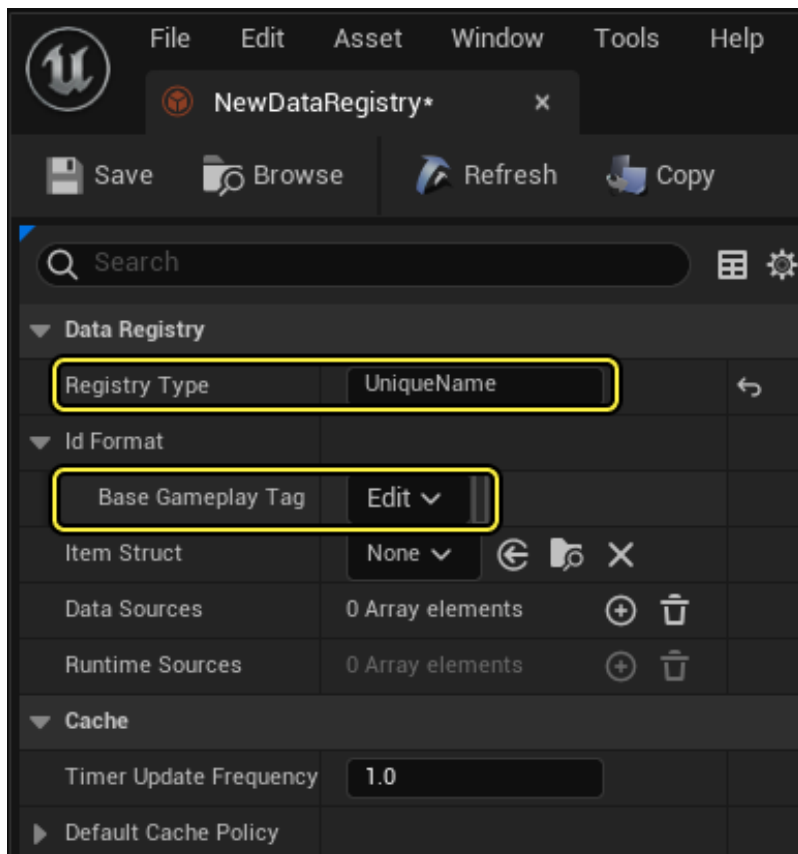 File Edit Asset Window Tools Help
NewDataRegistry*
Save Browse Refresh Copy
Search
Data Registry
Registry Type UniqueName
Id Format
Base Gameplay Tag Edit
Item Struct None
Data Sources 0 Array elements
Runtime Sources 0 Array elements
Cache
Timer Update Frequency 1.0
Default Cache Policy